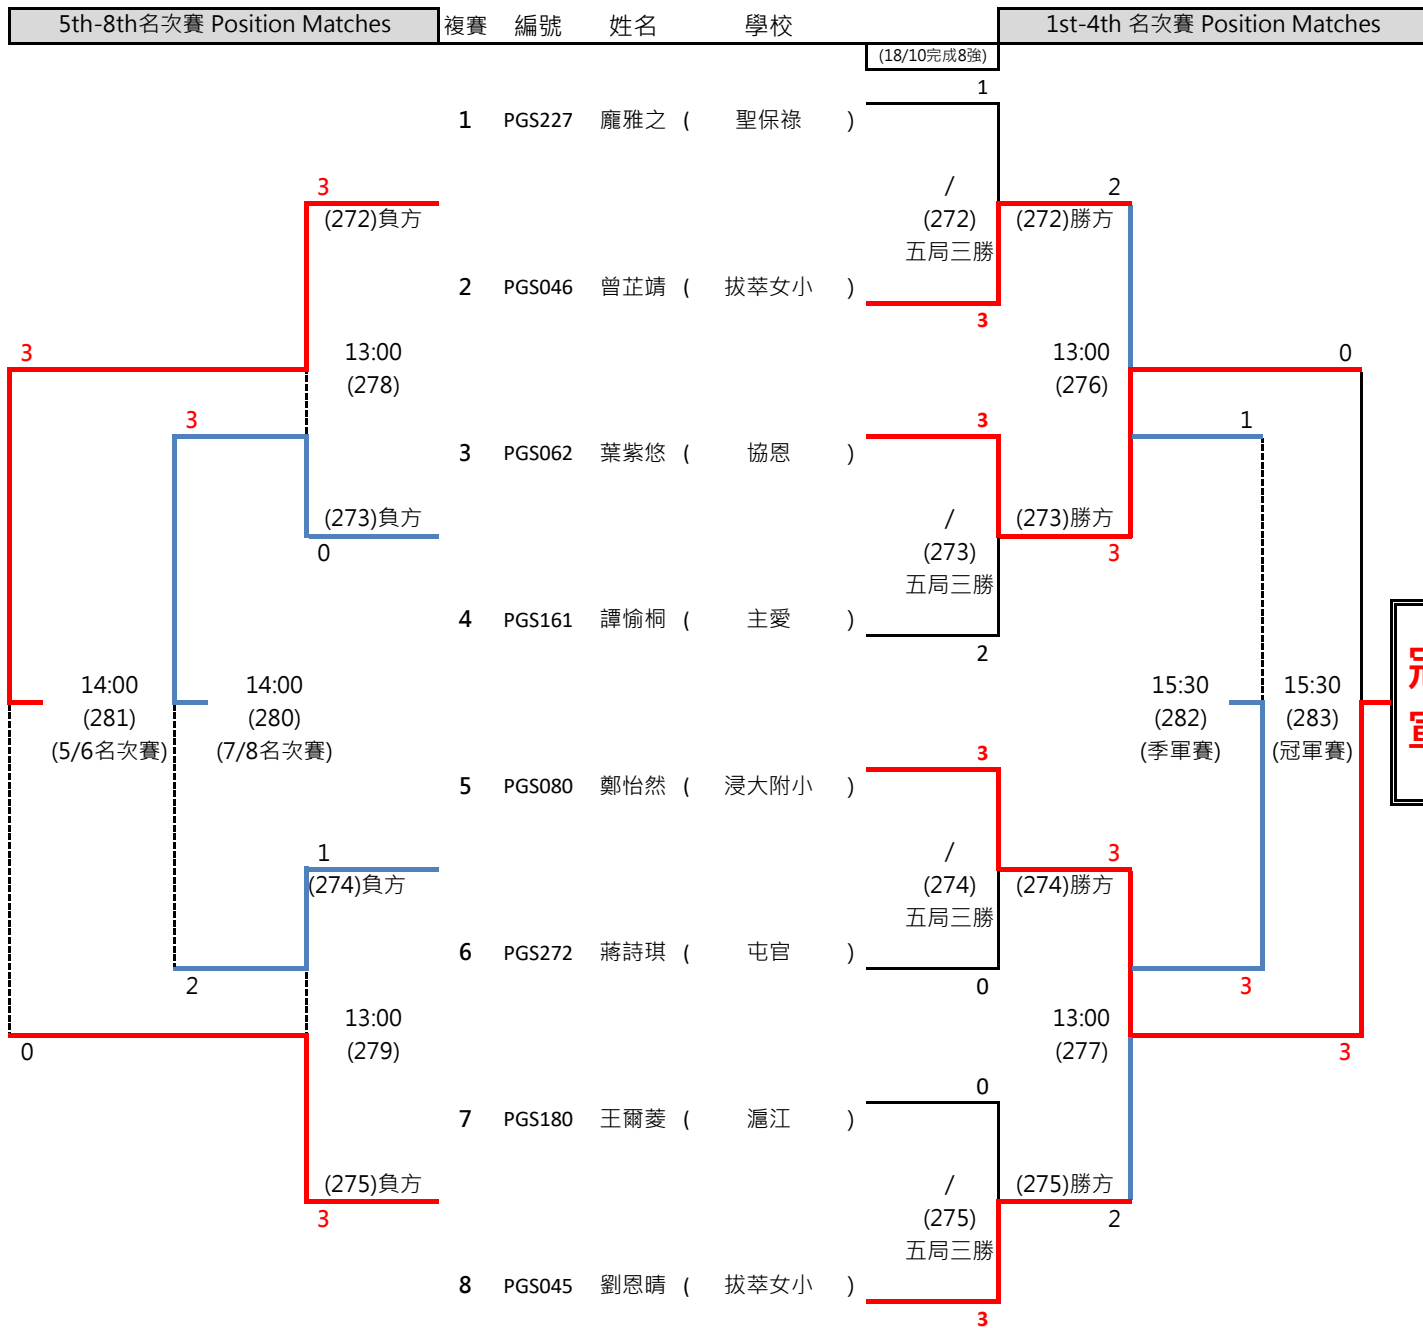 5th-8th名次賽 Position Matches 複賽 編號 姓名 學校 1st-4th 名次賽 Position Matches
(18/10完成8強)
1
1 PGS227 龐雅之 ( 聖保祿 )
3 / 2
(272)負方 (272) (272)勝方
五局三勝
2 PGS046 曾芷靖 ( 拔萃女小 )
3
3 13:00 13:00 0
(278) (276)
3 3 1
3 PGS062 葉紫悠 ( 協恩 )
(273)負方 / (273)勝方
0 (273) 3
五局三勝
4 PGS161 譚愉桐 ( 主愛 )
2
14:00 14:00 15:30 15:30
(281) (280) (282) (283)
(5/6名次賽) (7/8名次賽) 3 (季軍賽) (冠軍賽)
5 PGS080 鄭怡然 ( 浸大附小 )
1 / 3
(274)負方 (274) (274)勝方
五局三勝
6 PGS272 蔣詩琪 ( 屯官 )
2 0 3
13:00 13:00
0 (279) (277) 3
0
7 PGS180 王爾菱 ( 滬江 )
(275)負方 / (275)勝方
3 (275) 2
五局三勝
8 PGS045 劉恩晴 ( 拔萃女小 )
3